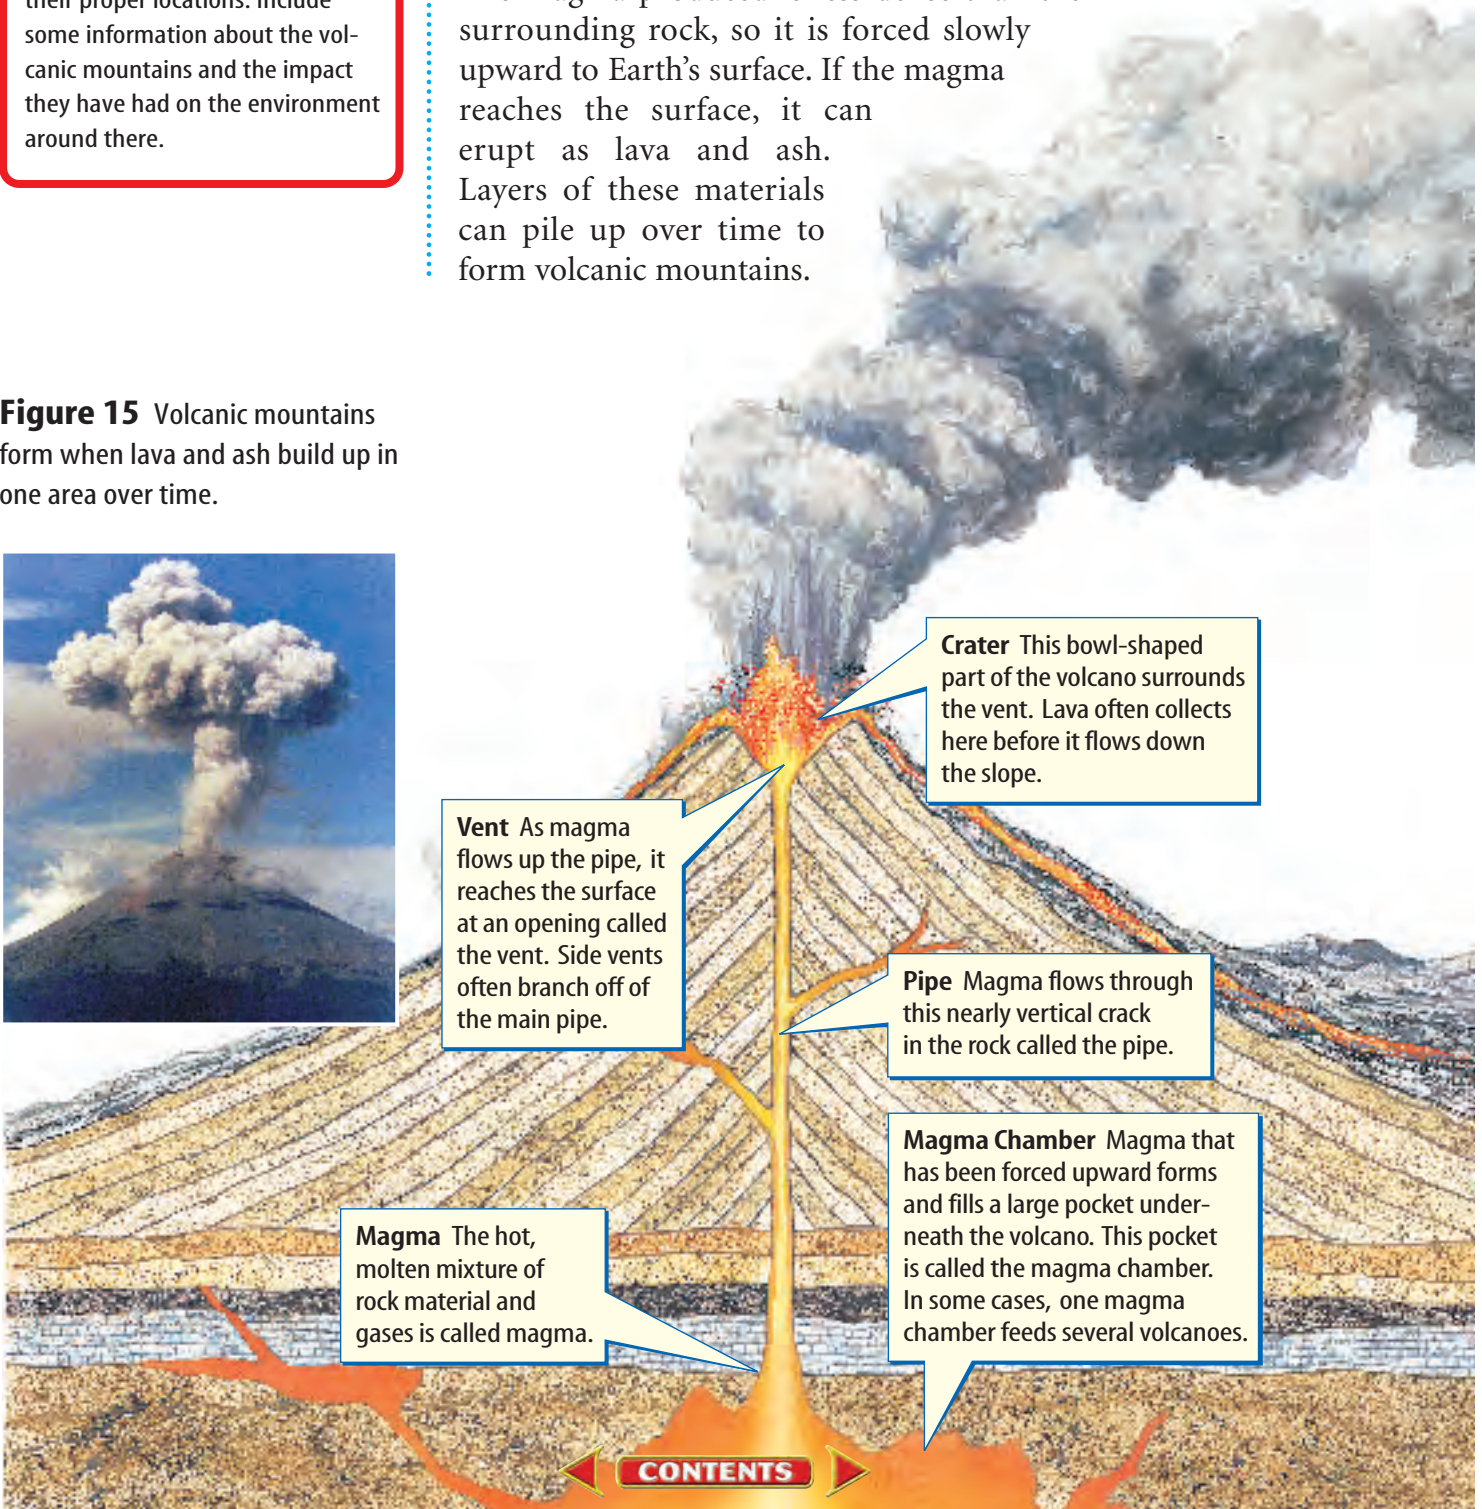 some information about the vol-
canic mountains and the impact
they have had on the environment
around there.
surrounding rock, so it is forced slowly
upward to Earth's surface. If the magma
reaches the surface, it can
erupt as lava and ash.
Layers of these materials
can pile up over time to
form volcanic mountains.
Figure 15 Volcanic mountains
form when lava and ash build up in
one area over time.
Crater This bowl-shaped
part of the volcano surrounds
the vent. Lava often collects
here before it flows down
the slope.
Vent As magma
flows up the pipe, it
reaches the surface
at an opening called
the vent. Side vents
often branch off of
the main pipe.
Pipe Magma flows through
this nearly vertical crack
in the rock called the pipe.
Magma Chamber Magma that
has been forced upward forms
and fills a large pocket under-
neath the volcano. This pocket
is called the magma chamber.
In some cases, one magma
chamber feeds several volcanoes.
Magma The hot,
molten mixture of
rock material and
gases is called magma.
CONTENTS